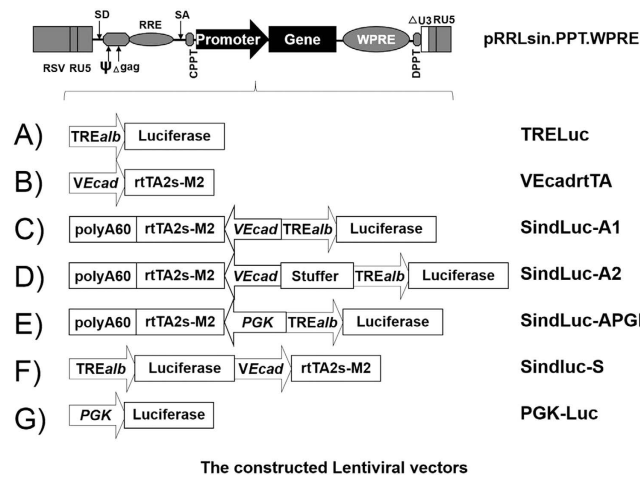 SD RRE SA △U3 RU5
Promoter Gene WPRE pRRLsin.PPT.WPRE
RSV RU5 Ψ △gag CPPT DPPT
A) TREalb Luciferase TRELuc
B) VEcad rtTA2s-M2 VEcadrtTA
C) polyA60 rtTA2s-M2 VEcad TREalb Luciferase SindLuc-A1
D) polyA60 rtTA2s-M2 VEcad Stuffer TREalb Luciferase SindLuc-A2
E) polyA60 rtTA2s-M2 PGK TREalb Luciferase SindLuc-APG
F) TREalb Luciferase VEcad rtTA2s-M2 Sindluc-S
G) PGK Luciferase PGK-Luc
The constructed Lentiviral vectors